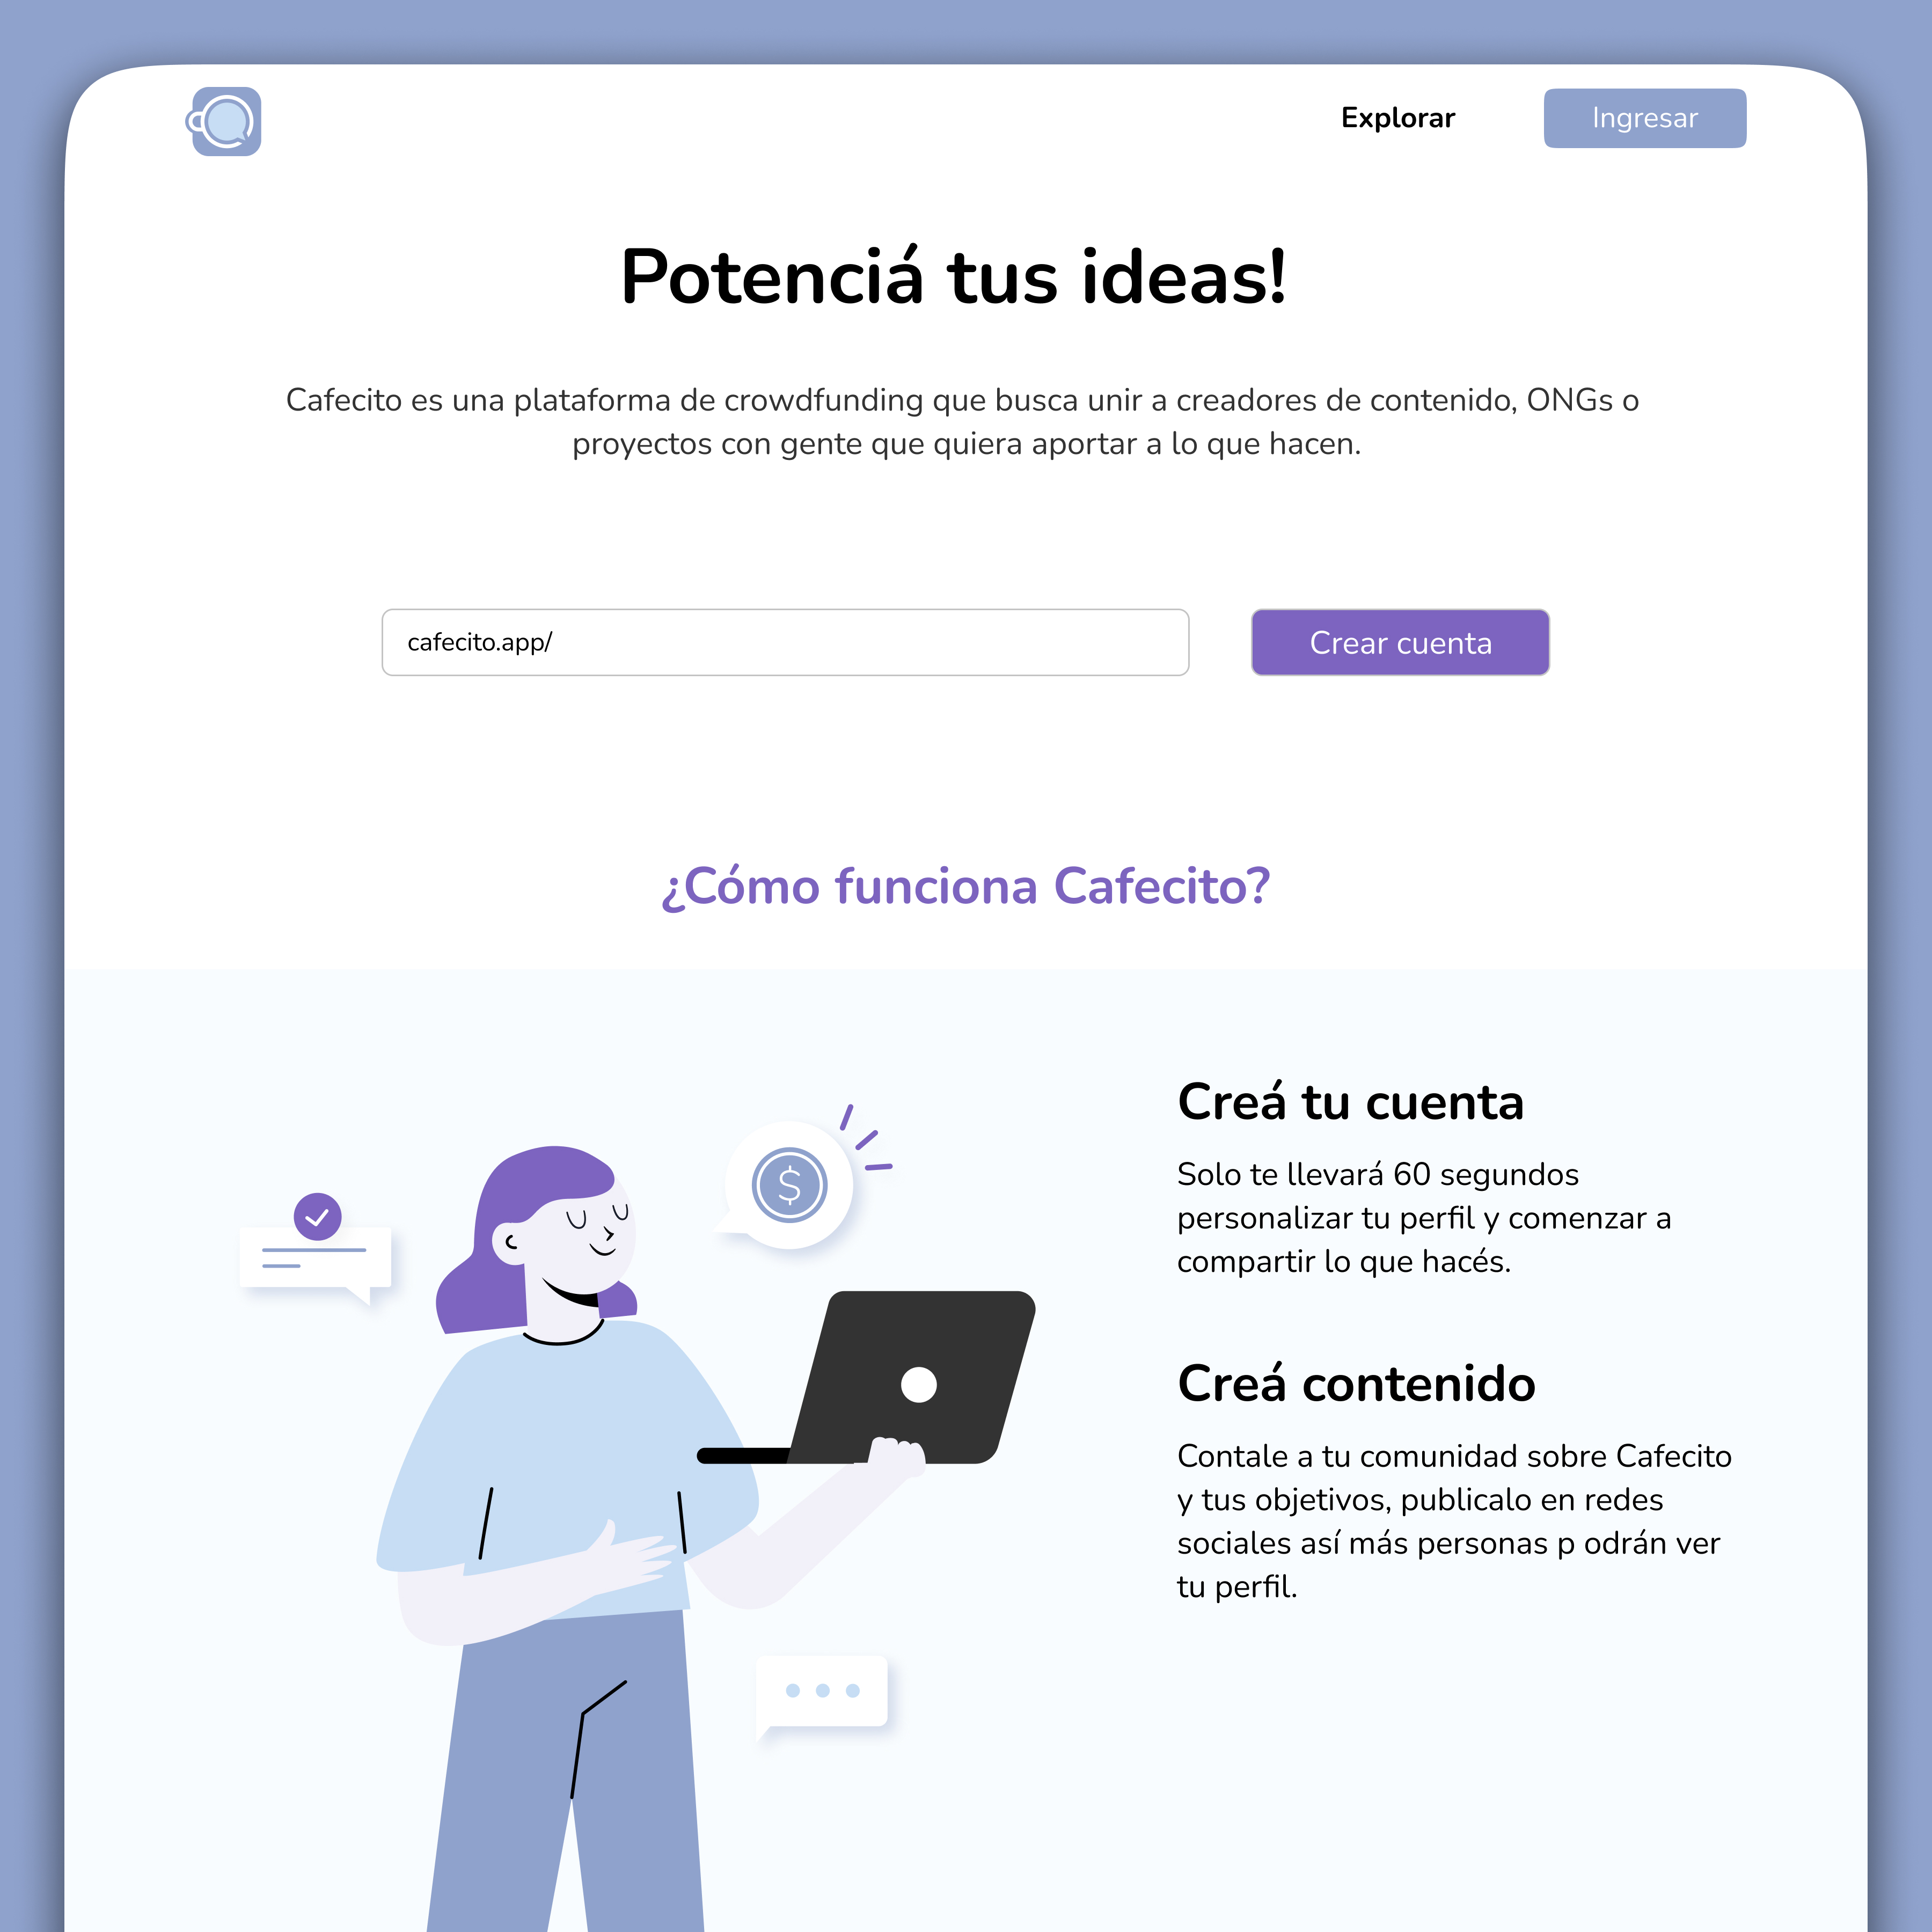 Explorar
Ingresar
Potenciá tus ideas!
Cafecito es una plataforma de crowdfunding que busca unir a creadores de contenido, ONGs o
proyectos con gente que quiera aportar a lo que hacen.
cafecito.app/
Crear cuenta
¿Cómo funciona Cafecito?
$
Creá tu cuenta
Solo te llevará 60 segundos
personalizar tu perfil y comenzar a
compartir lo que hacés.
Creá contenido
Contale a tu comunidad sobre Cafecito
y tus objetivos, publicalo en redes
sociales así más personas p odrán ver
tu perfil.